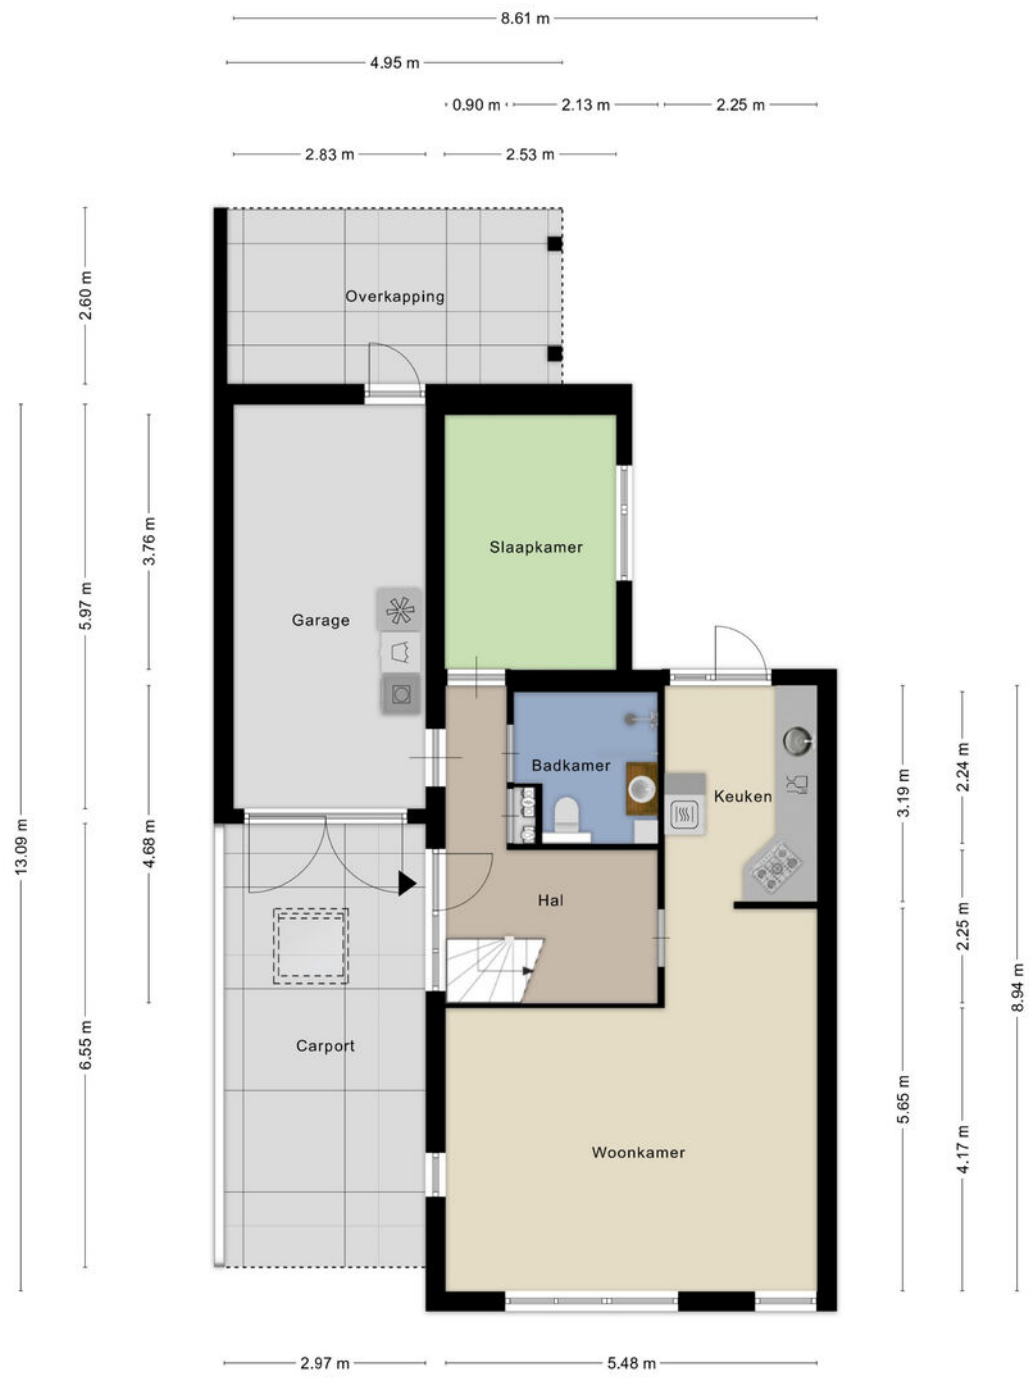 8.61 m
4.95 m
0.90 m
2.13 m
2.25 m
2.83 m
2.53 m
2.60 m
Overkapping
3.76 m
5.97 m
Slaapkamer
Garage
13.09 m
4.68 m
Badkamer
Keuken
3.19 m
2.24 m
Hal
2.25 m
8.94 m
6.55 m
Carport
5.65 m
4.17 m
Woonkamer
2.97 m
5.48 m